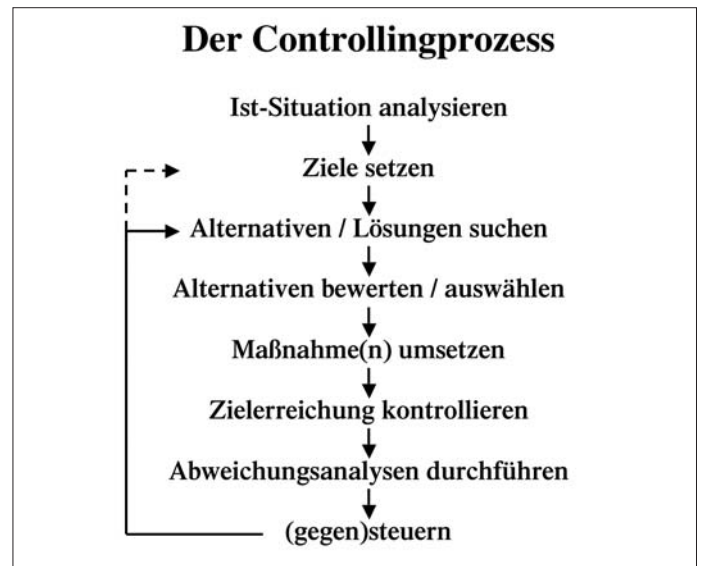 Der Controllingprozess
Ist-Situation analysieren
Ziele setzen
Alternativen / Lösungen suchen
Alternativen bewerten / auswählen
Maßnahme(n) umsetzen
Zielerreichung kontrollieren
Abweichungsanalysen durchführen
(gegen)steuern